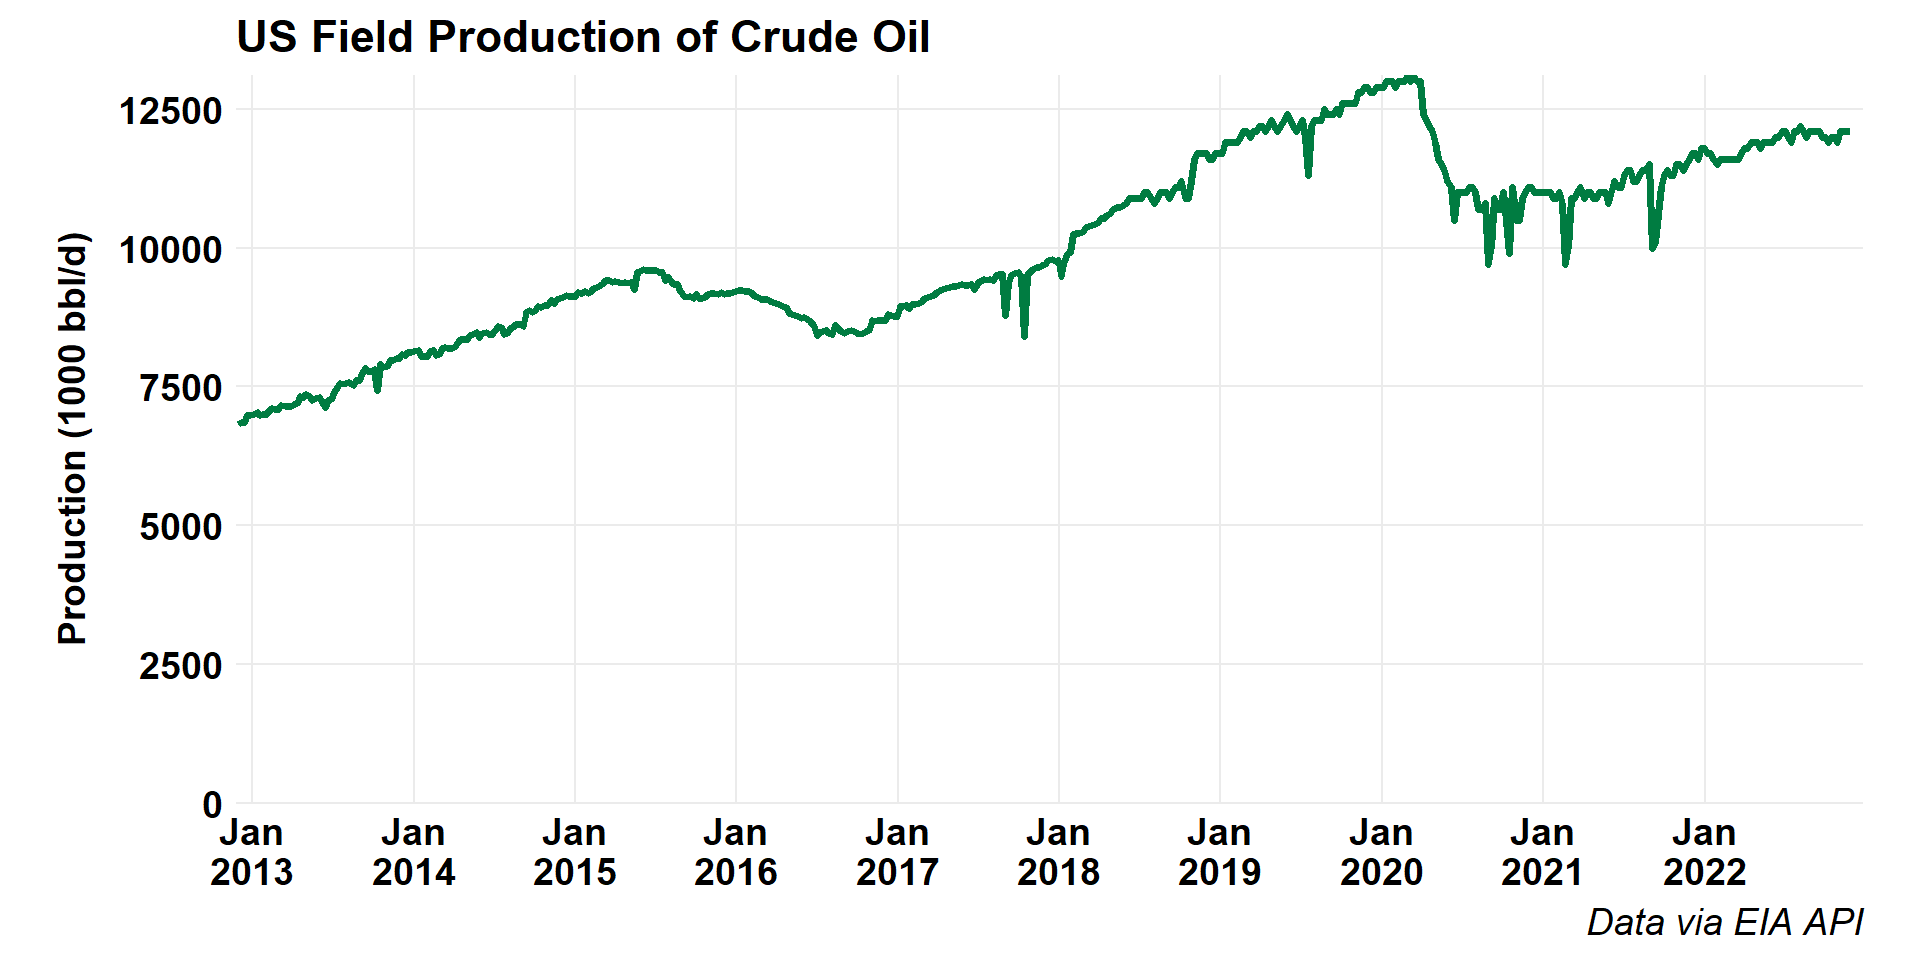 US Field Production of Crude Oil
Production (1000 bbl/d)
12500
10000
7500
5000
2500
0
Jan
2013
Jan
2014
Jan
2015
Jan
2016
Jan
2017
Jan
2018
Jan
2019
Jan
2020
Jan
2021
Jan
2022
Data via EIA API